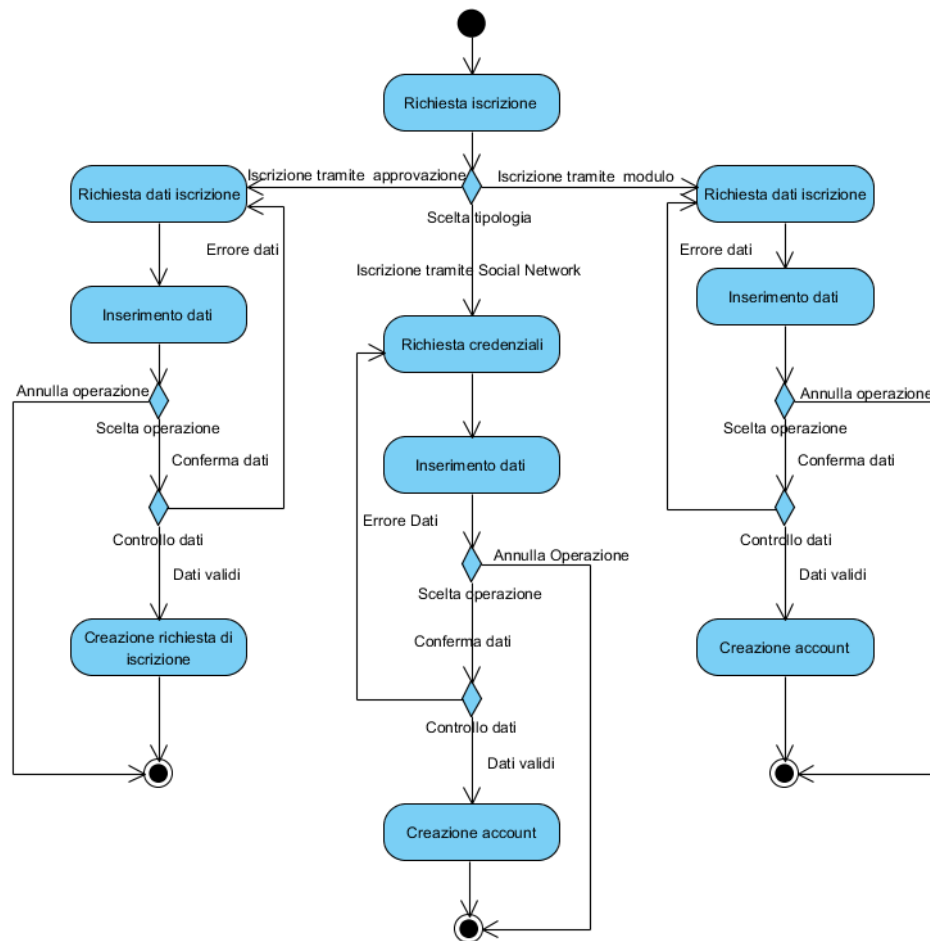 Richiesta iscrizione
Iscrizione tramite approvazione
Iscrizione tramite modulo
Scelta tipologia
Richiesta dati iscrizione
Errore dati
Inserimento dati
Annulla operazione
Scelta operazione
Conferma dati
Controllo dati
Dati validi
Creazione richiesta di
iscrizione
Iscrizione tramite Social Network
Richiesta credenziali
Inserimento dati
Errore Dati
Annulla Operazione
Scelta operazione
Conferma dati
Controllo dati
Dati validi
Creazione account
Richiesta dati iscrizione
Errore dati
Inserimento dati
Annulla operazione
Scelta operazione
Conferma dati
Controllo dati
Dati validi
Creazione account